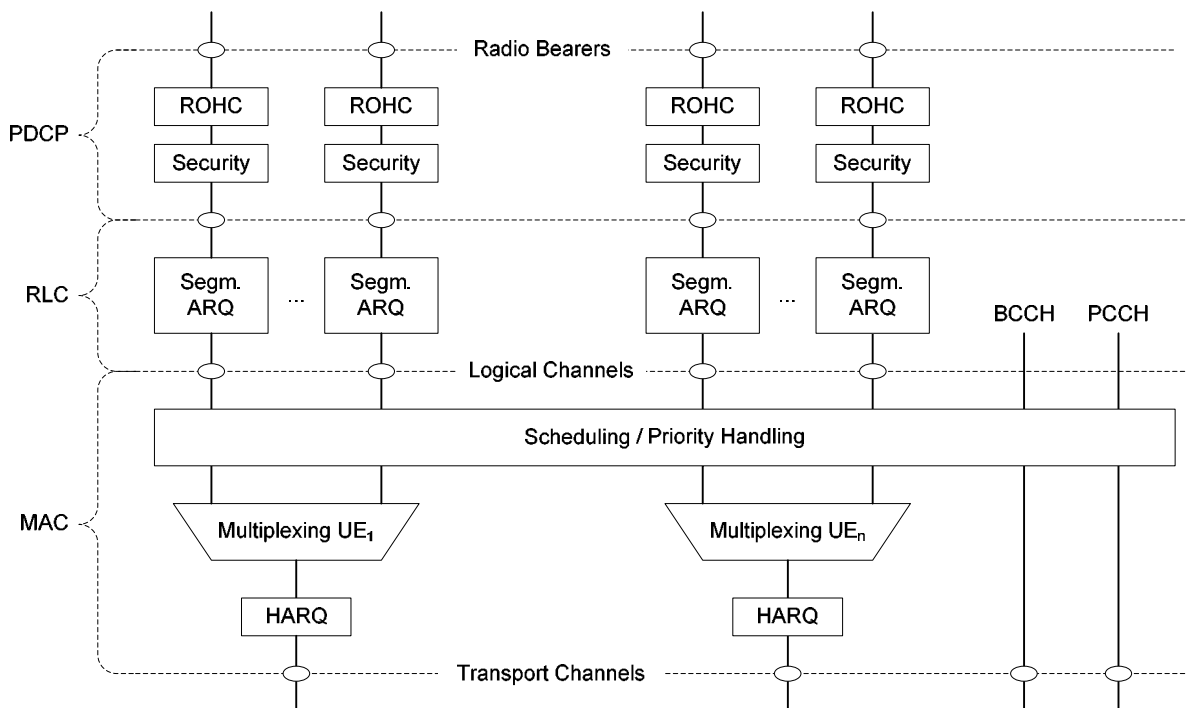 Radio Bearers
ROHC ROHC ROHC ROHC
PDCP
Security Security Security Security
Segm. ARQ ... Segm. ARQ Segm. ARQ ... Segm. ARQ
RLC
BCCH PCCH
Logical Channels
Scheduling / Priority Handling
MAC
Multiplexing UE1 Multiplexing UEn
HARQ HARQ
Transport Channels